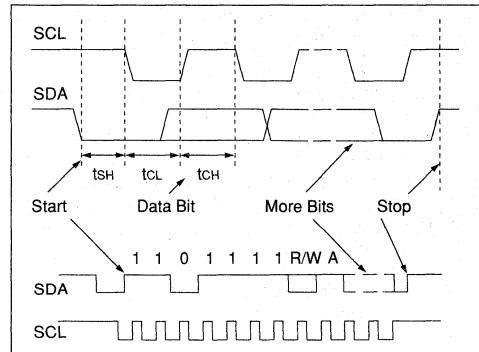 SCL
SDA
tSH tCL tCH
Start Data Bit More Bits Stop
1 1 0 1 1 1 1 R/W A
SDA
SCL